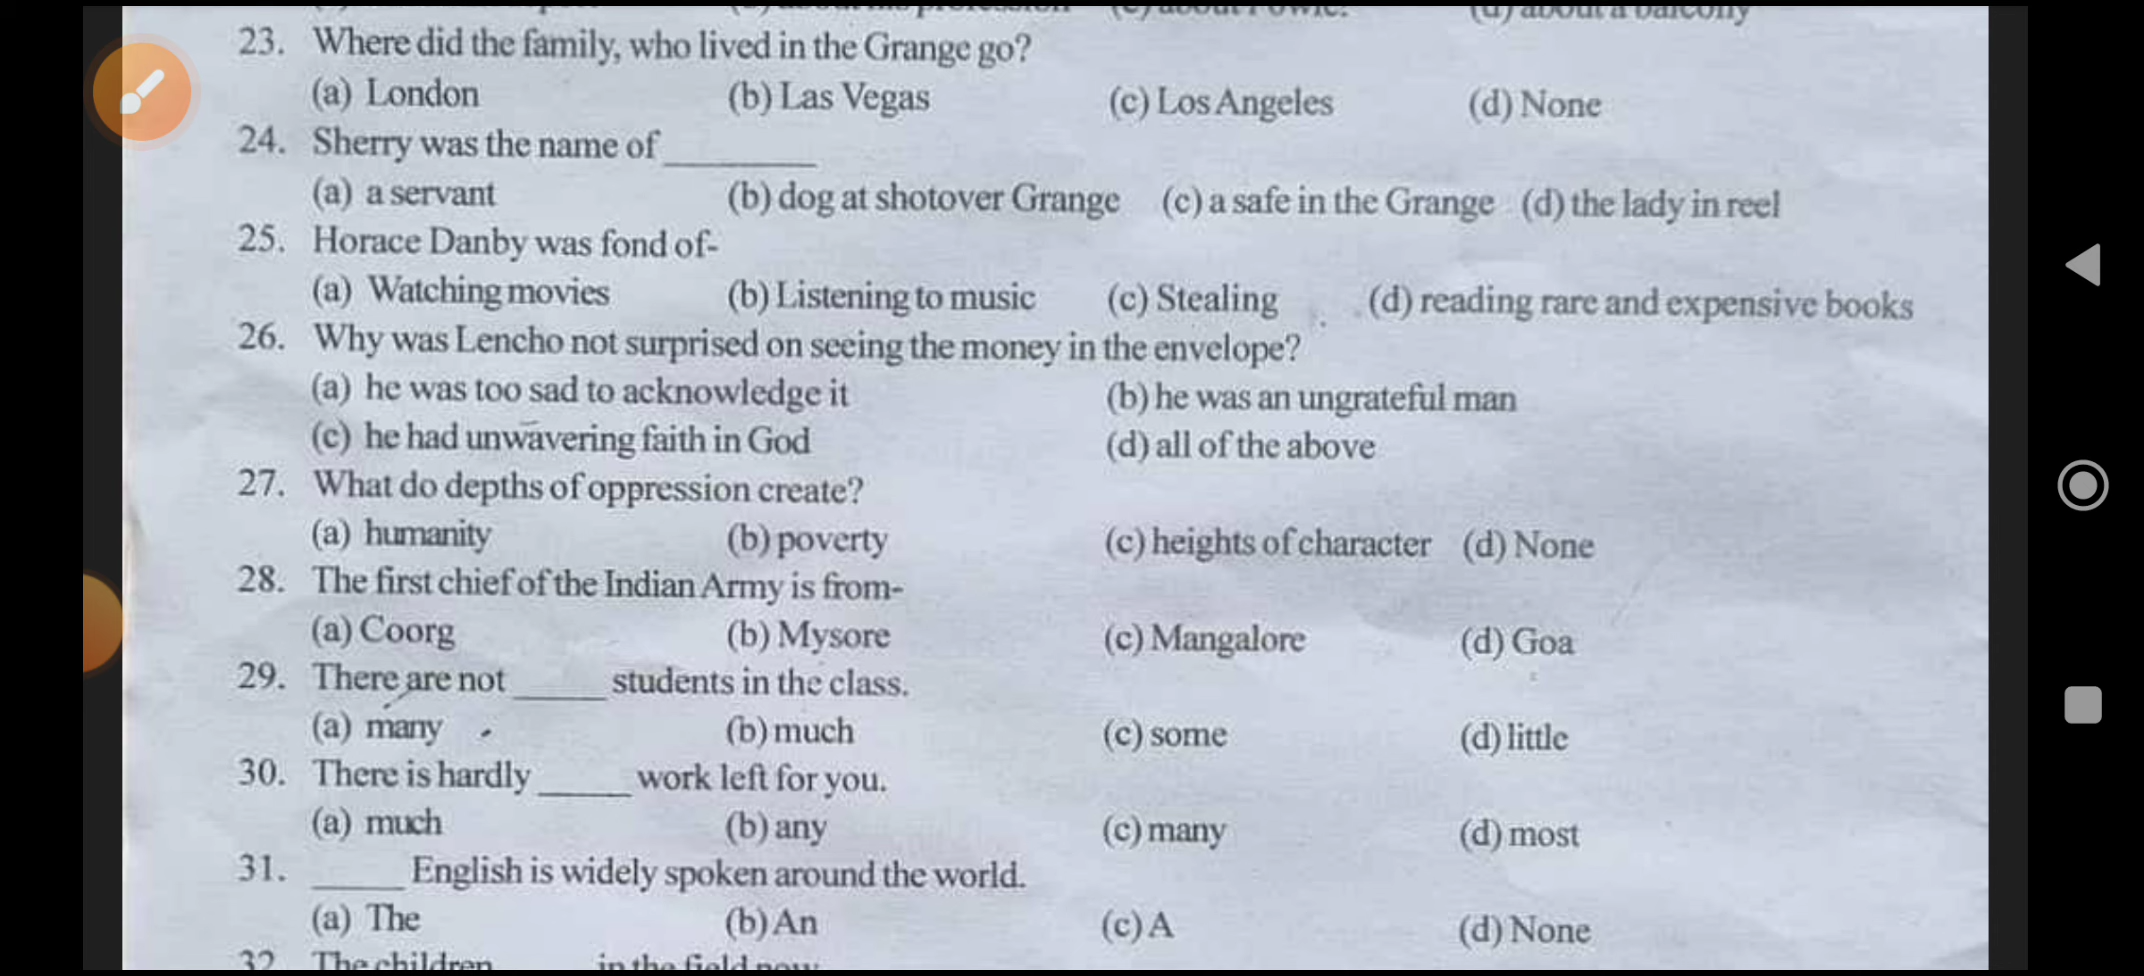 23. Where did the family, who lived in the Grange go?
(a) London (b) Las Vegas (c) Los Angeles (d) None
24. Sherry was the name of ________
(a) a servant (b) dog at shotover Grange (c) a safe in the Grange (d) the lady in reel
25. Horace Danby was fond of-
(a) Watching movies (b) Listening to music (c) Stealing (d) reading rare and expensive books
26. Why was Lencho not surprised on seeing the money in the envelope?
(a) he was too sad to acknowledge it (b) he was an ungrateful man
(c) he had unwavering faith in God (d) all of the above
27. What do depths of oppression create?
(a) humanity (b) poverty (c) heights of character (d) None
28. The first chief of the Indian Army is from-
(a) Coorg (b) Mysore (c) Mangalore (d) Goa
29. There are not _____ students in the class.
(a) many (b) much (c) some (d) little
30. There is hardly _____ work left for you.
(a) much (b) any (c) many (d) most
31. _____ English is widely spoken around the world.
(a) The (b) An (c) A (d) None
32 The children in the field now